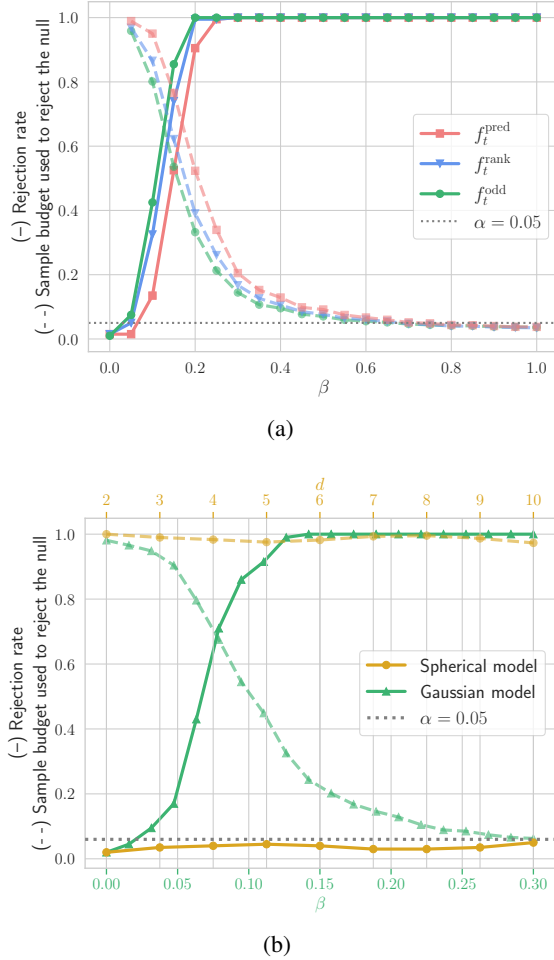 (−) Rejection rate
(- -) Sample budget used to reject the null
1.0
0.8
0.6
0.4
0.2
0.0
f_t^pred
f_t^rank
f_t^odd
α = 0.05
0.0 0.2 0.4 0.6 0.8 1.0
β
(a)
d
2 3 4 5 6 7 8 9 10
(−) Rejection rate
(- -) Sample budget used to reject the null
1.0
0.8
0.6
0.4
0.2
0.0
Spherical model
Gaussian model
α = 0.05
0.00 0.05 0.10 0.15 0.20 0.25 0.30
β
(b)